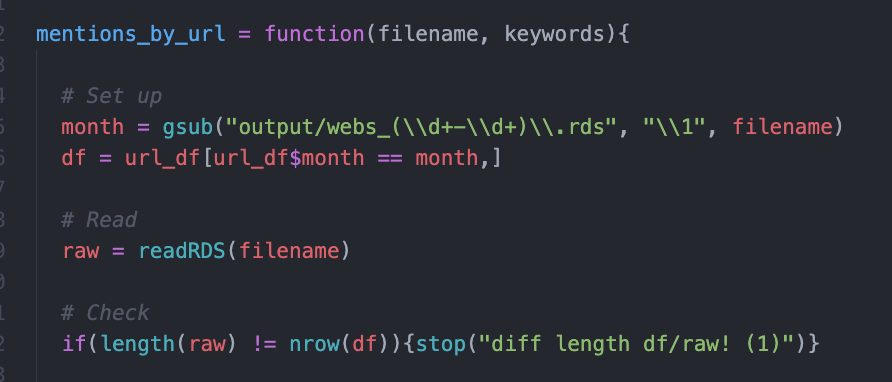 mentions_by_url = function(filename, keywords){
# Set up
month = gsub("output/webs_(\\d+-\\d+)\\.rds", "\\1", filename)
df = url_df[url_df$month == month,]
# Read
raw = readRDS(filename)
# Check
if(length(raw) != nrow(df)){stop("diff length df/raw! (1)")}